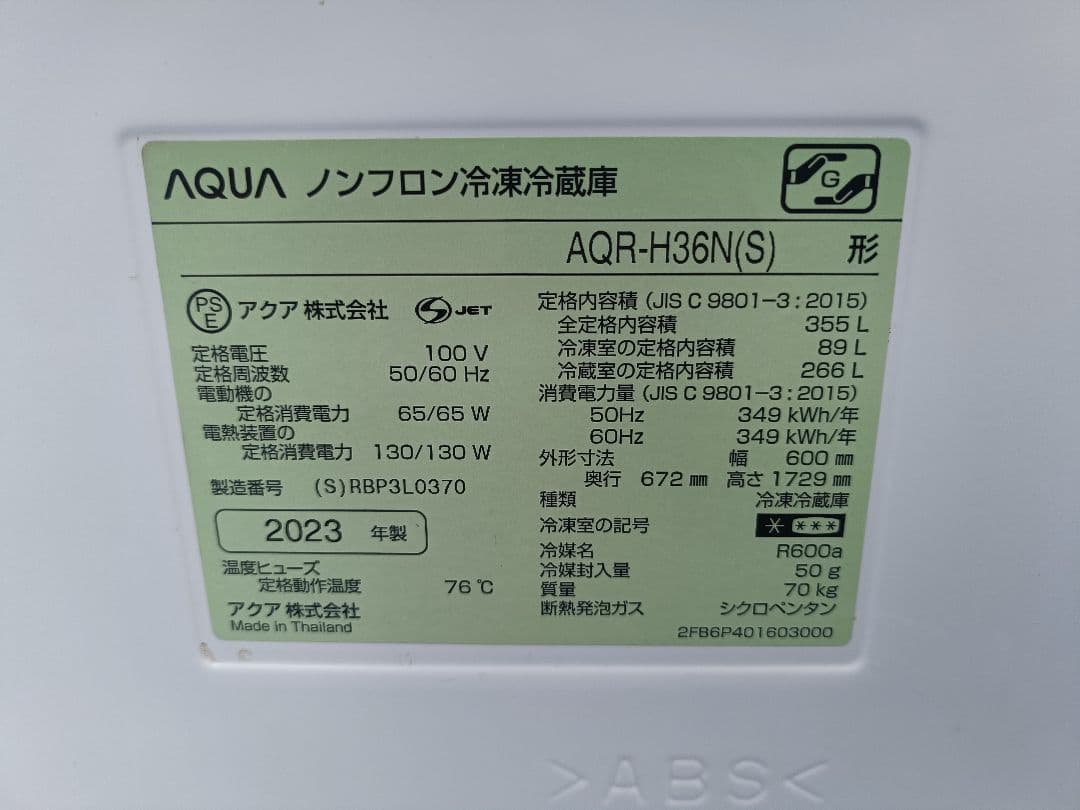 AQUA ノンフロン冷凍冷蔵庫
G
AQR-H36N(S) 形
PSE アクア 株式会社 S JET
定格電圧 100 V
定格周波数 50/60 Hz
電動機の
定格消費電力 65/65 W
電熱装置の
定格消費電力 130/130 W
製造番号 (S)RBP3L0370
2023 年製
温度ヒューズ
定格動作温度 76 ℃
アクア 株式会社
Made in Thailand
定格内容積 (JIS C 9801-3:2015)
全定格内容積 355 L
冷凍室の定格内容積 89 L
冷蔵室の定格内容積 266 L
消費電力量 (JIS C 9801-3:2015)
50Hz 349 kWh/年
60Hz 349 kWh/年
外形寸法 幅 600 ㎜
奥行 672 ㎜ 高さ 1729 ㎜
種類 冷凍冷蔵庫
冷凍室の記号 * ***
冷媒名 R600a
冷媒封入量 50 g
質量 70 kg
断熱発泡ガス シクロペンタン
2FB6P401603000
>ABS<